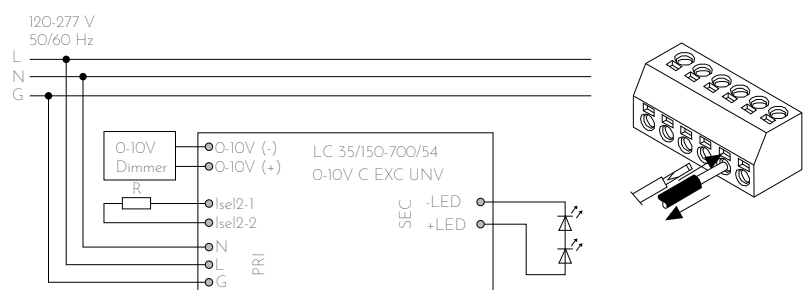 120-277 V
50/60 Hz
L
N
G
0-10V
Dimmer
R
0-10V (-)
0-10V (+)
Isel2-1
Isel2-2
N
L
G
PRI
LC 35/150-700/54
0-10V C EXC UNV
SEC
-LED
+LED